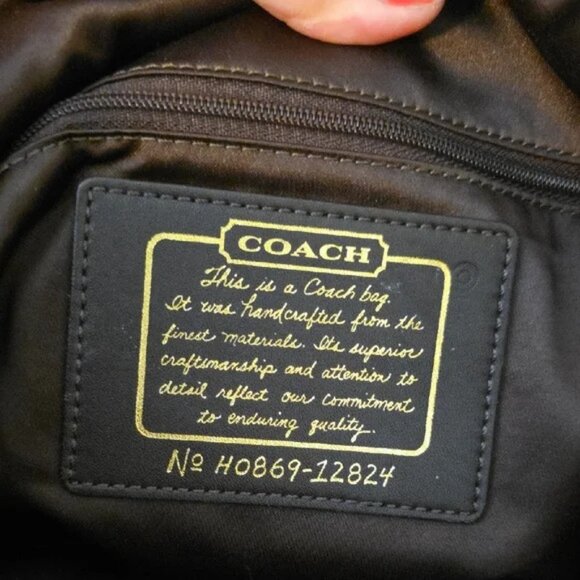 COACH
This is a Coach bag.
It was handcrafted from the
finest materials. Its superior
craftsmanship and attention to
detail reflect our commitment
to enduring quality.
No H0869-12824